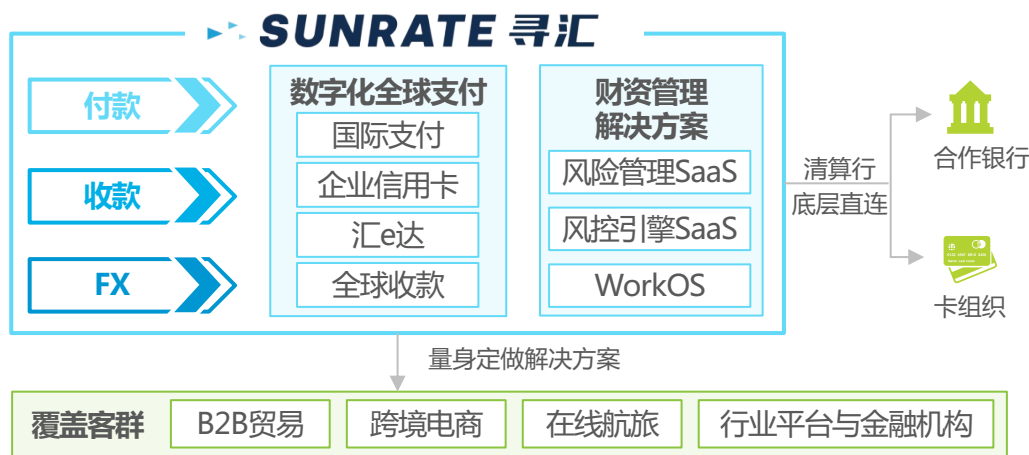 SUNRATE 寻汇
付款
收款
FX
数字化全球支付
国际支付
企业信用卡
汇e达
全球收款
财资管理
解决方案
风险管理SaaS
风控引擎SaaS
WorkOS
清算行
底层直连
合作银行
卡组织
量身定做解决方案
覆盖客群
B2B贸易
跨境电商
在线航旅
行业平台与金融机构